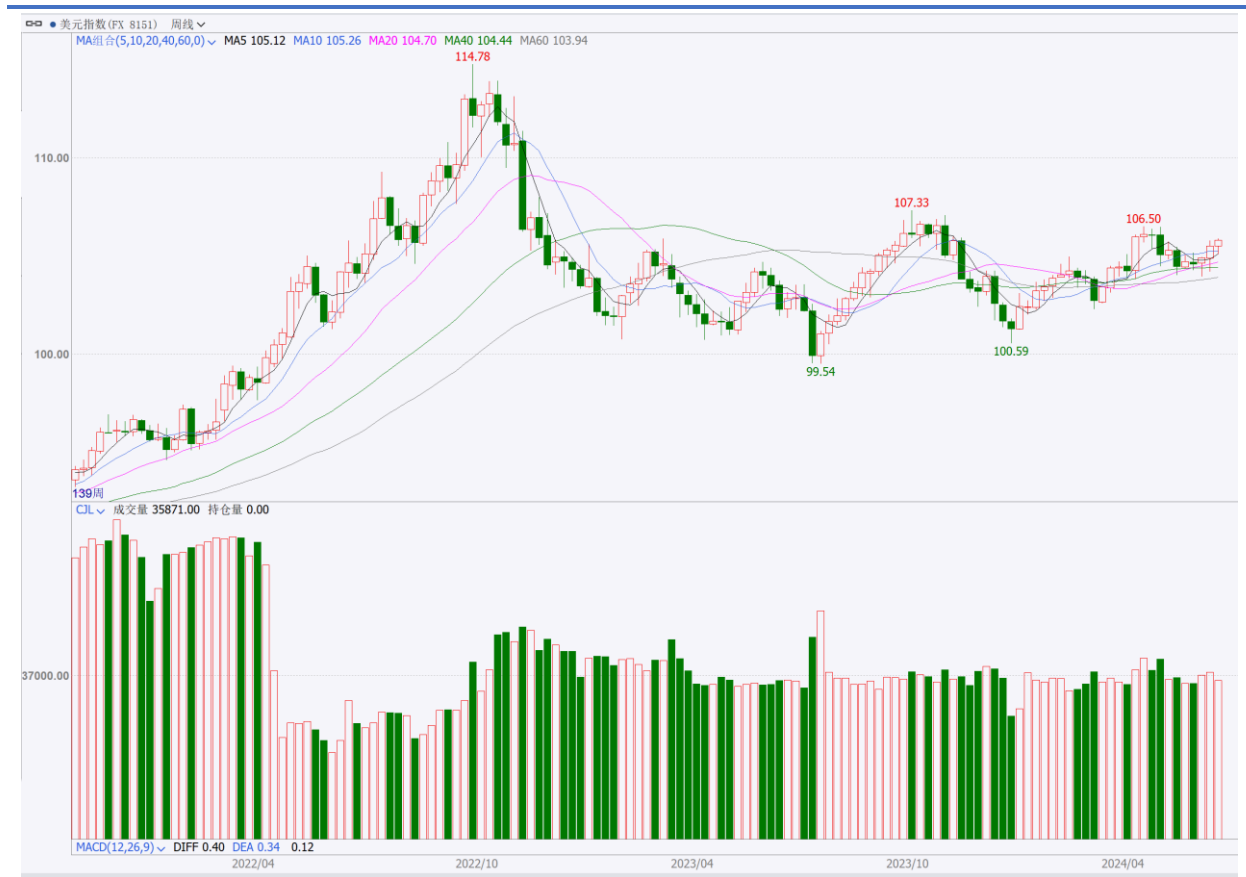 美元指数(FX 8151) 周线
MA组合(5,10,20,40,60,0) MA5 105.12 MA10 105.26 MA20 104.70 MA40 104.44 MA60 103.94
114.78
110.00
107.33
106.50
100.00
100.59
99.54
139周
CJL 成交量 35871.00 持仓量 0.00
37000.00
MACD(12,26,9) DIFF 0.40 DEA 0.34 0.12
2022/04 2022/10 2023/04 2023/10 2024/04